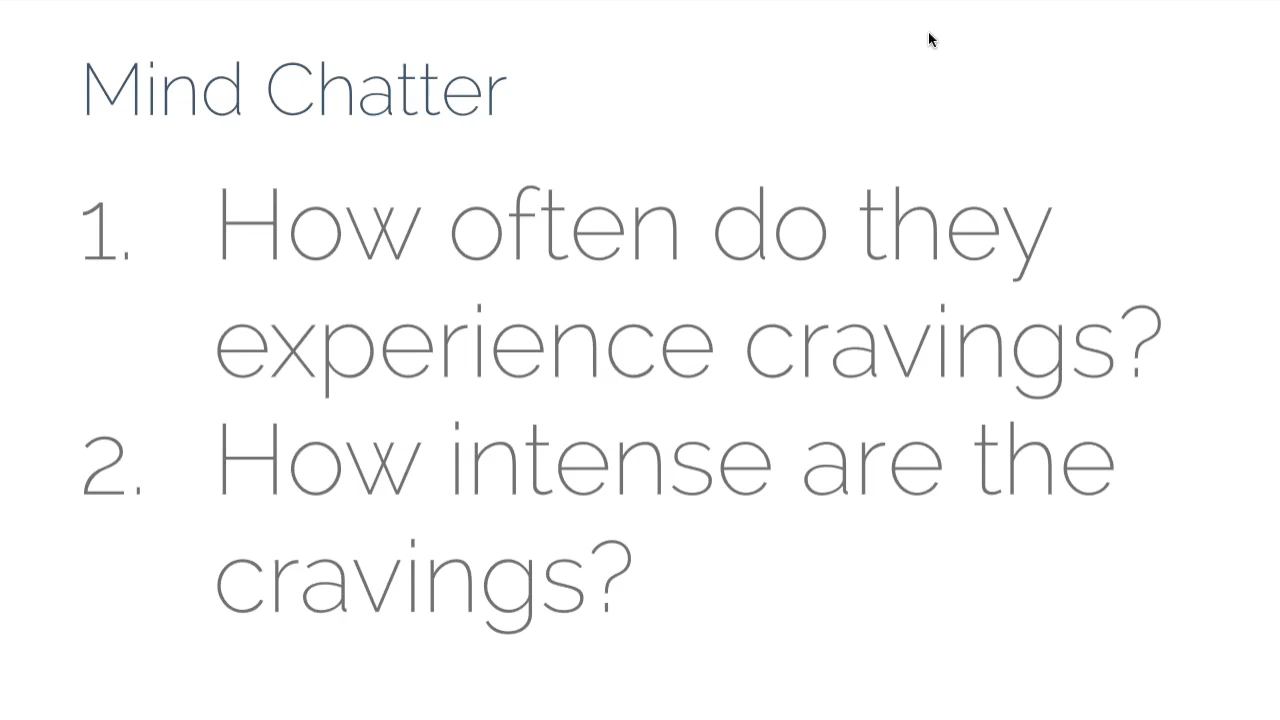 Mind Chatter
1. How often do they
experience cravings?
2. How intense are the
cravings?